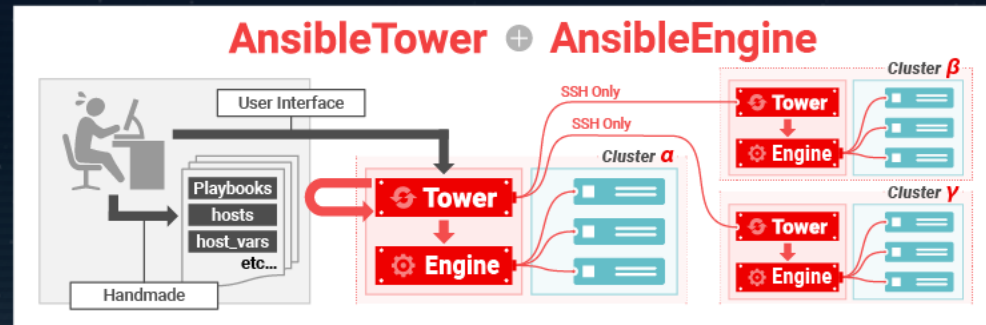 AnsibleTower + AnsibleEngine
User Interface
Playbooks
hosts
host_vars
etc...
Handmade
Cluster α
Tower
Engine
SSH Only
SSH Only
Cluster β
Tower
Engine
Cluster γ
Tower
Engine